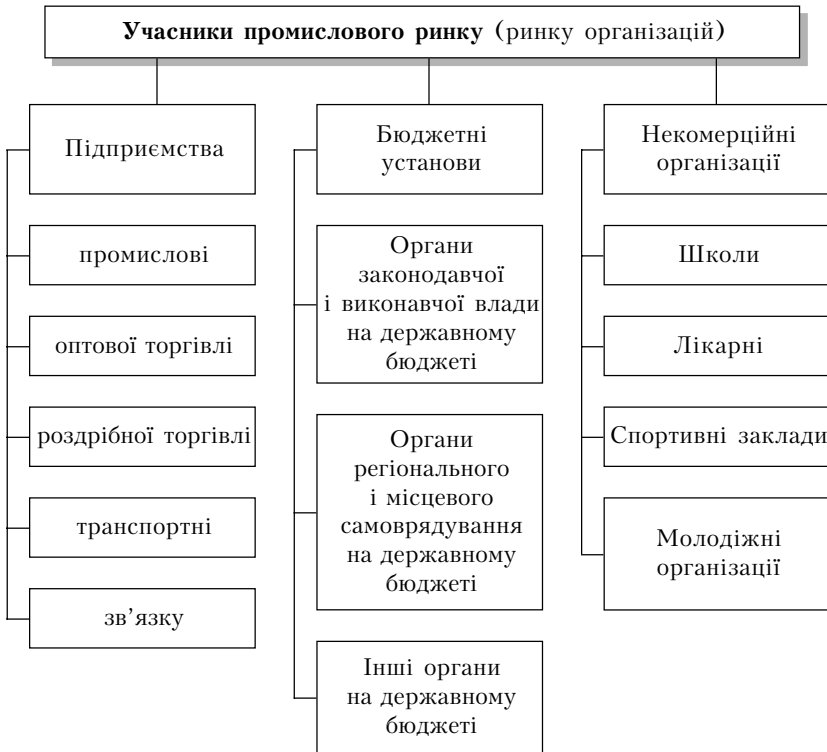 Учасники промислового ринку (ринку організацій)
Підприємства
промислові
оптової торгівлі
роздрібної торгівлі
транспортні
зв’язку
Бюджетні
установи
Органи
законодавчої
і виконавчої влади
на державному
бюджеті
Органи
регіонального
і місцевого
самоврядування
на державному
бюджеті
Інші органи
на державному
бюджеті
Некомерційні
організації
Школи
Лікарні
Спортивні заклади
Молодіжні
організації